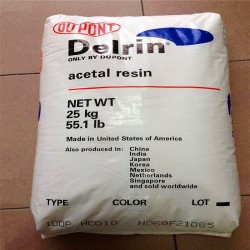 DUPONT
Delrin®
ONLY BY DUPONT
acetal resin
NET WT
25 kg
55.1 lb
Made in United States of America
Also produced in: China
India
Japan
Korea
Mexico
Netherlands
Singapore
and sold worldwide
TYPE COLOR LOT
100P